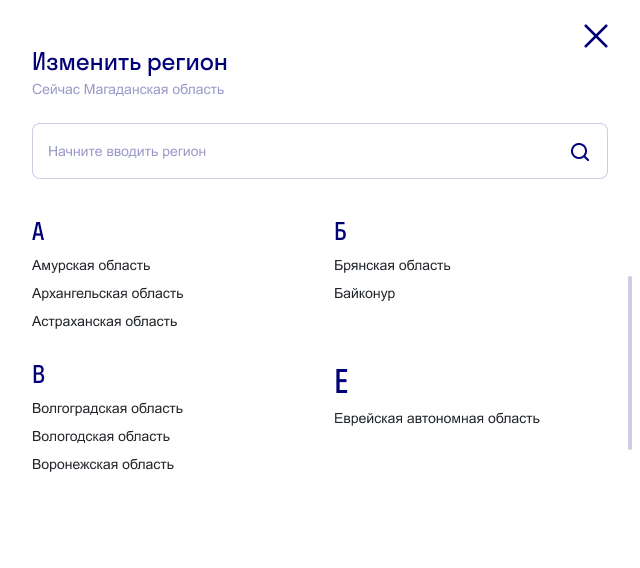 Изменить регион
Сейчас Магаданская область
Начните вводить регион
А
Амурская область
Архангельская область
Астраханская область
Б
Брянская область
Байконур
В
Волгоградская область
Вологодская область
Воронежская область
Е
Еврейская автономная область